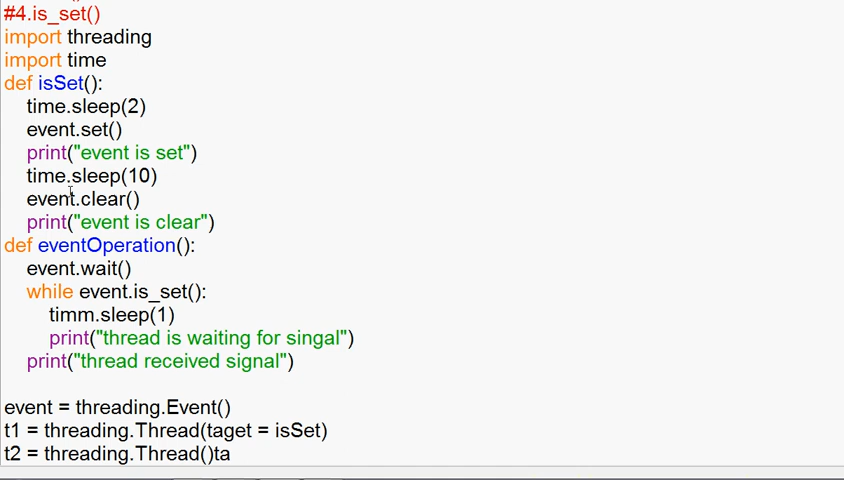 #4.is_set()
import threading
import time
def isSet():
    time.sleep(2)
    event.set()
    print("event is set")
    time.sleep(10)
    event.clear()
    print("event is clear")
def eventOperation():
    event.wait()
    while event.is_set():
        timm.sleep(1)
        print("thread is waiting for singal")
    print("thread received signal")
event = threading.Event()
t1 = threading.Thread(taget = isSet)
t2 = threading.Thread()ta